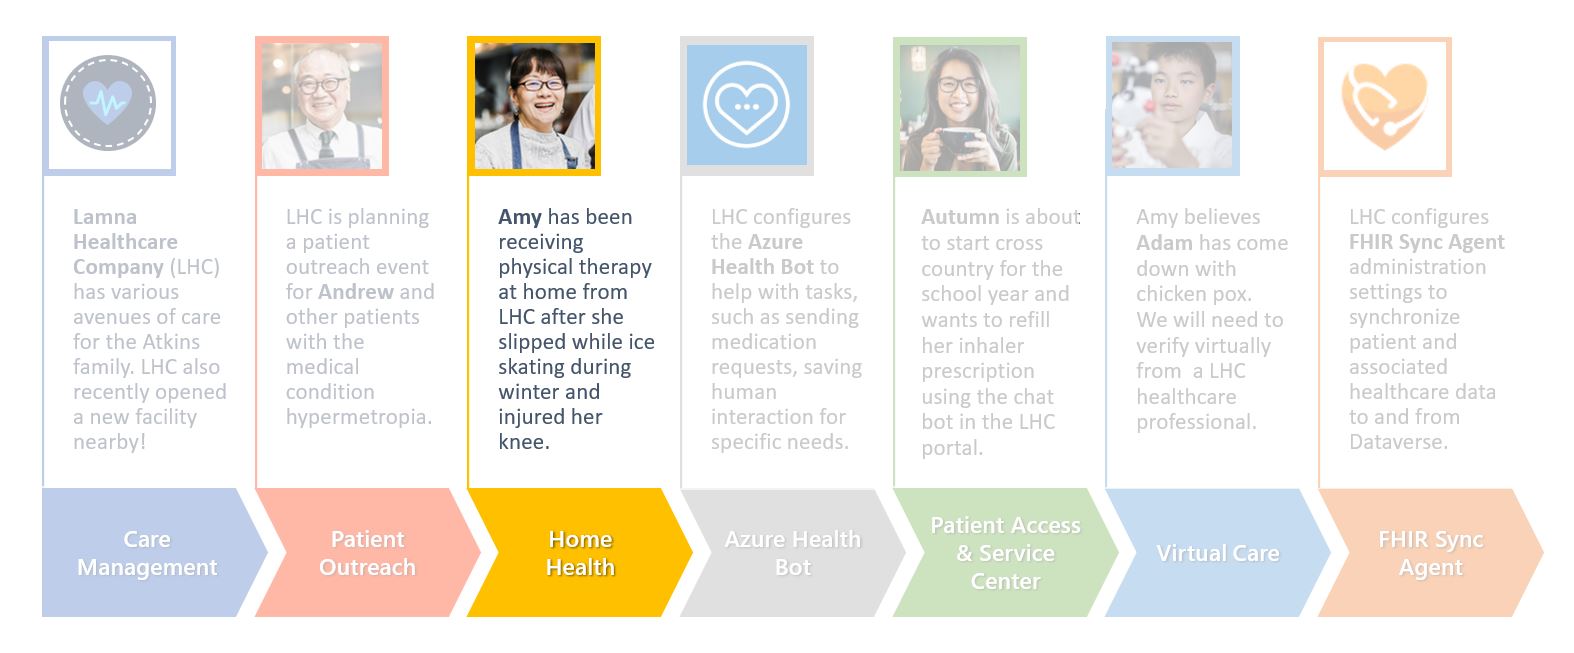 Lamna
Healthcare
Company (LHC)
has various
avenues of care
for the Atkins
family. LHC also
recently opened
a new facility
nearby!
LHC is planning
a patient
outreach event
for Andrew and
other patients
with the
medical
condition
hypermetropia.
Amy has been
receiving
physical therapy
at home from
LHC after she
slipped while ice
skating during
winter and
injured her
knee.
LHC configures
the Azure
Health Bot to
help with tasks,
such as sending
medication
requests, saving
human
interaction for
specific needs.
Autumn is about
to start cross
country for the
school year and
wants to refill
her inhaler
prescription
using the chat
bot in the LHC
portal.
Amy believes
Adam has come
down with
chicken pox.
We will need to
verify virtually
from a LHC
healthcare
professional.
LHC configures
FHIR Sync Agent
administration
settings to
synchronize
patient and
associated
healthcare data
to and from
Dataverse.
Care
Management
Patient
Outreach
Home
Health
Azure Health
Bot
Patient Access
& Service
Center
Virtual Care
FHIR Sync
Agent